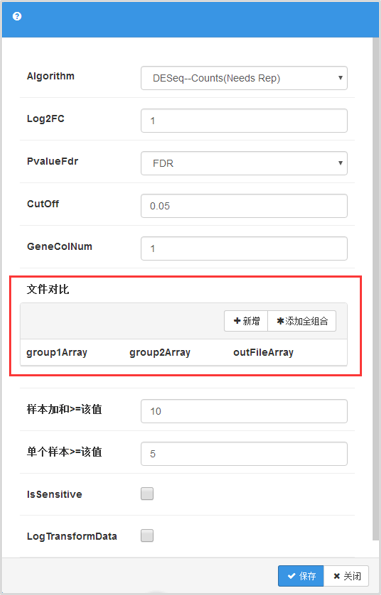 Algorithm DESeq--Counts(Needs Rep)
Log2FC 1
PvalueFdr FDR
CutOff 0.05
GeneColNum 1
文件对比
新增 添加全组合
group1Array group2Array outFileArray
样本加和>=该值 10
单个样本>=该值 5
IsSensitive
LogTransformData
保存 关闭